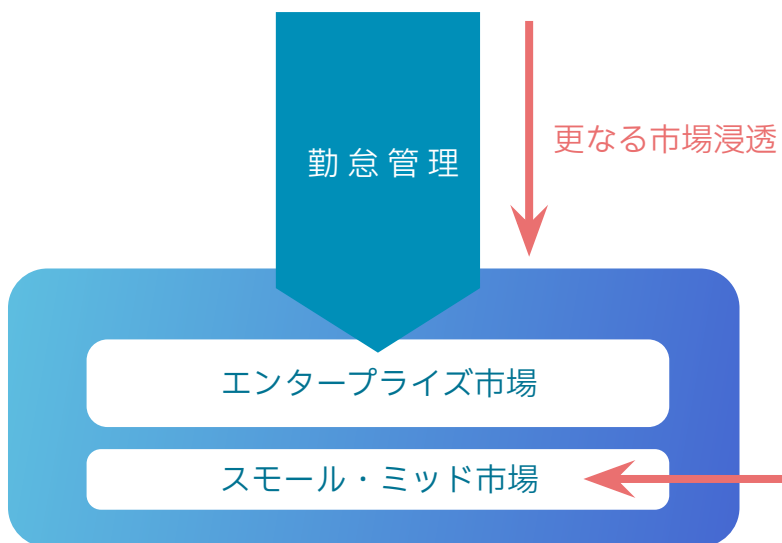 勤怠管理
更なる市場浸透
エンタープライズ市場
スモール・ミッド市場